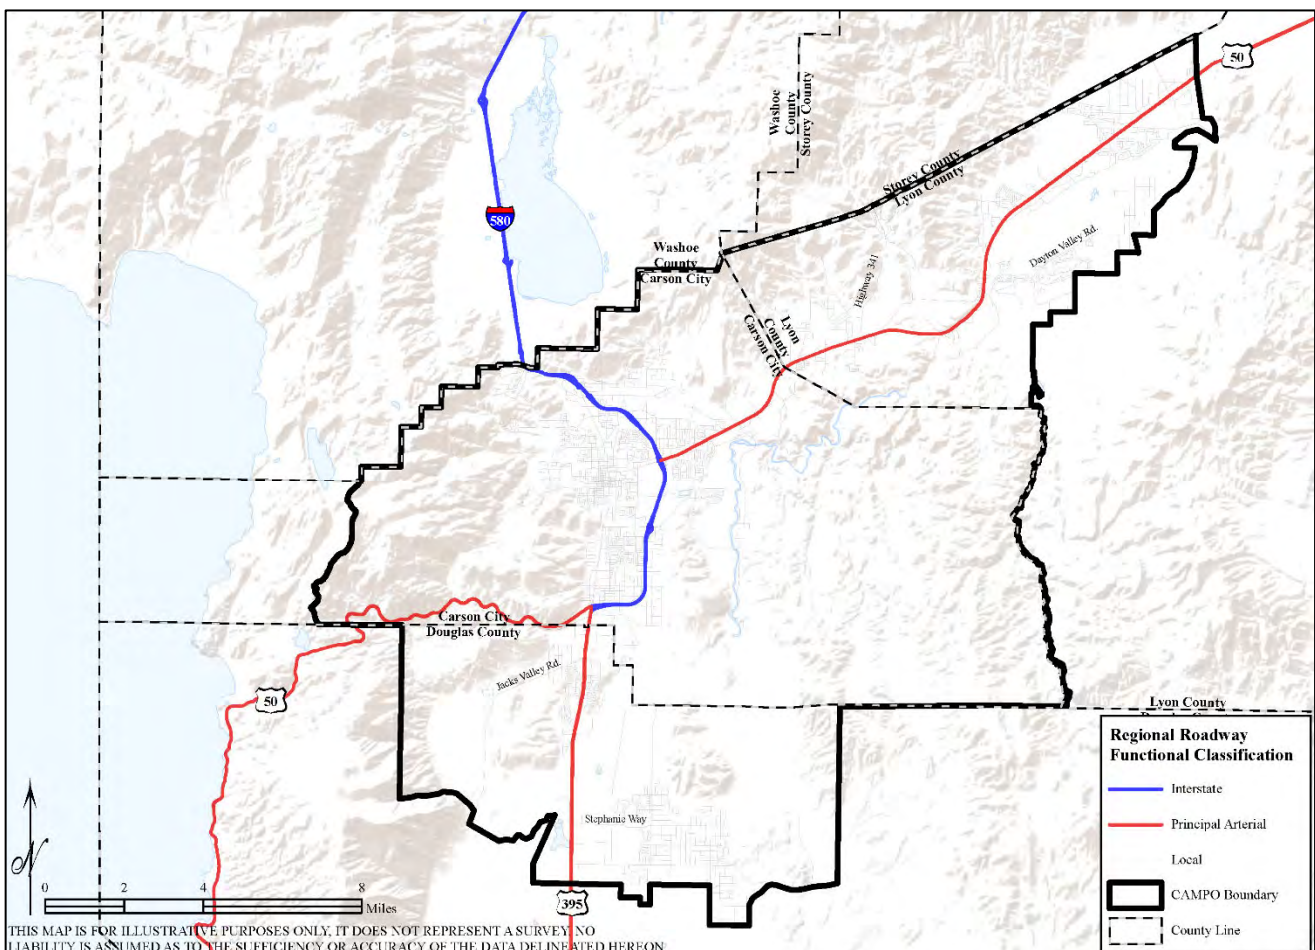 50
Washoe
County
Storey County
580
Storey County
Lyon County
Washoe
County
Carson City
Highway 341
Dayton Valley Rd.
Lyon
County
Carson City
Carson City
Douglas County
Jacks Valley Rd.
50
Lyon County
Regional Roadway
Functional Classification
Interstate
Principal Arterial
Local
CAMPO Boundary
County Line
Stephanie Way
N
0 2 4 8
Miles
395
THIS MAP IS FOR ILLUSTRATIVE PURPOSES ONLY, IT DOES NOT REPRESENT A SURVEY. NO
LIABILITY IS ASSUMED AS TO THE SUFFICIENCY OR ACCURACY OF THE DATA DELINEATED HEREON